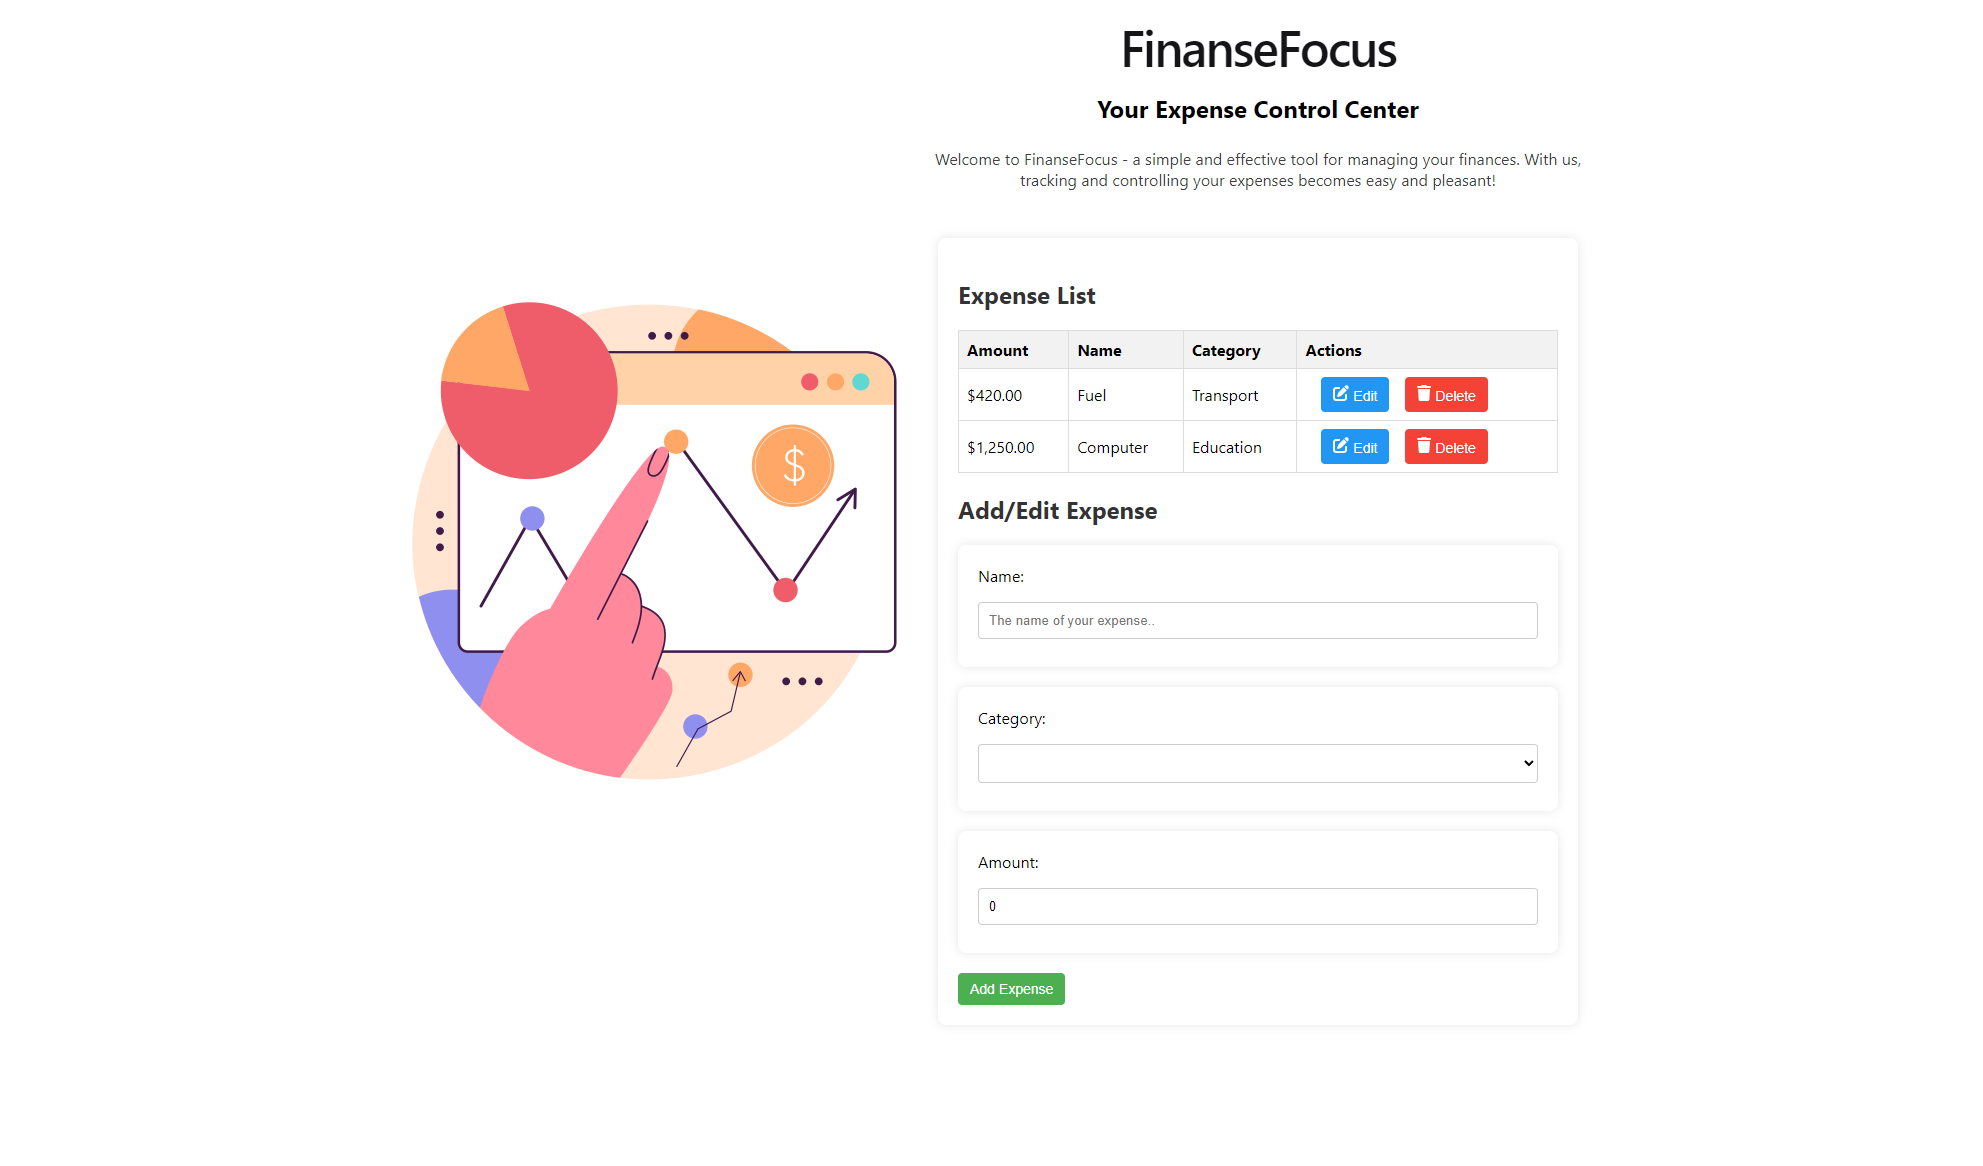 FinanseFocus
Your Expense Control Center
Welcome to FinanseFocus - a simple and effective tool for managing your finances. With us,
tracking and controlling your expenses becomes easy and pleasant!
Expense List
Amount Name Category Actions
$420.00 Fuel Transport Edit Delete
$1,250.00 Computer Education Edit Delete
Add/Edit Expense
Name:
The name of your expense..
Category:
Amount:
0
Add Expense
$